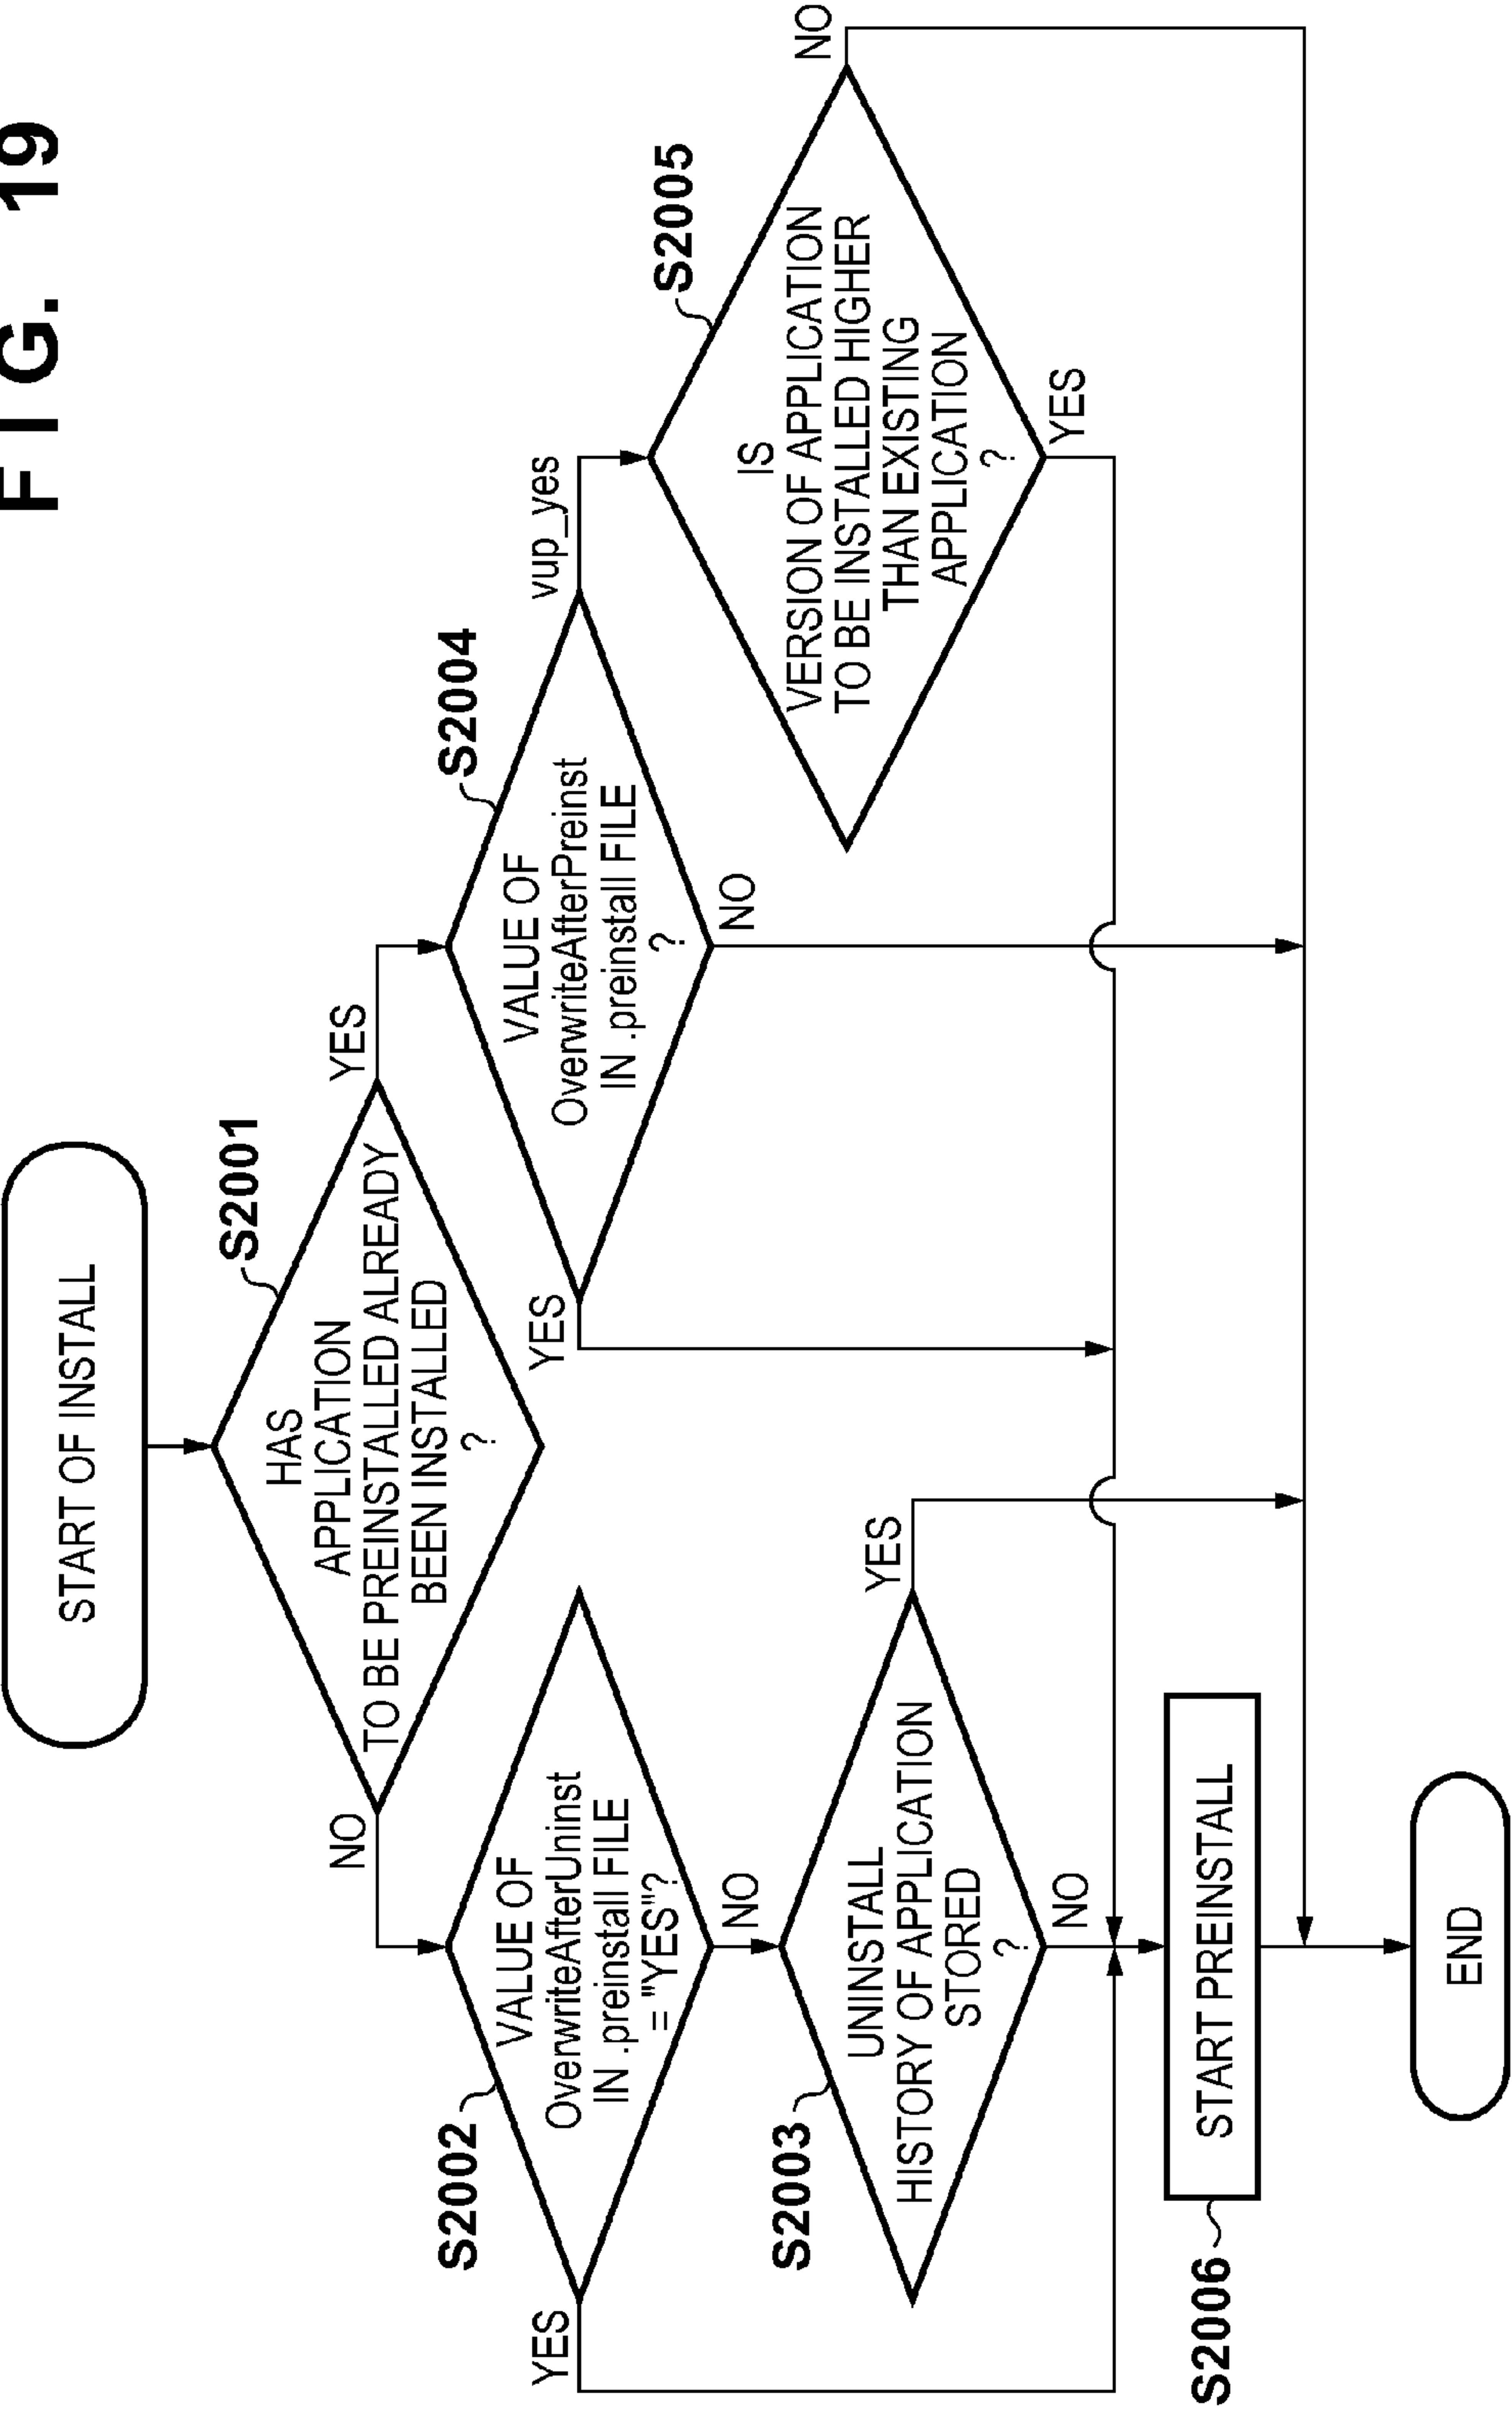 FIG. 19
START OF INSTALL
S2001
HAS
APPLICATION
TO BE PREINSTALLED ALREADY
BEEN INSTALLED
?
NO
YES
S2002
VALUE OF
OverwriteAfterUninst
IN .preinstall FILE
= "YES"?
YES
NO
S2004
VALUE OF
OverwriteAfterPreinst
IN .preinstall FILE
?
YES
NO
vup_yes
S2003
UNINSTALL
HISTORY OF APPLICATION
STORED
?
YES
NO
S2005
IS
VERSION OF APPLICATION
TO BE INSTALLED HIGHER
THAN EXISTING
APPLICATION
?
NO
YES
S2006
START PREINSTALL
END